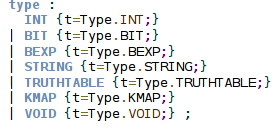 type :
  INT {t=Type.INT;}
| BIT {t=Type.BIT;}
| BEXP {t=Type.BEXP;}
| STRING {t=Type.STRING;}
| TRUTHTABLE {t=Type.TRUTHTABLE;}
| KMAP {t=Type.KMAP;}
| VOID {t=Type.VOID;} ;